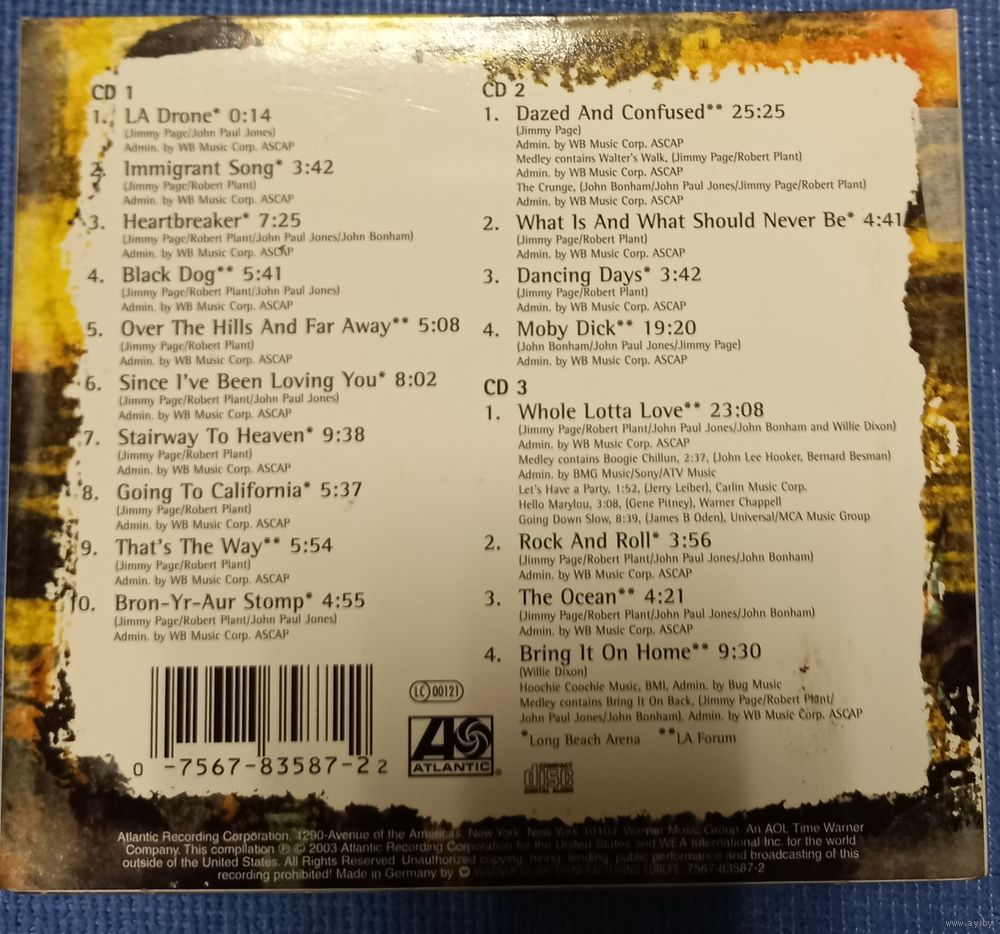 CD 1
1. LA Drone* 0:14
(Jimmy Page/John Paul Jones)
Admin. by WB Music Corp. ASCAP
2. Immigrant Song* 3:42
(Jimmy Page/Robert Plant)
Admin. by WB Music Corp. ASCAP
3. Heartbreaker* 7:25
(Jimmy Page/Robert Plant/John Paul Jones/John Bonham)
Admin. by WB Music Corp. ASCAP
4. Black Dog** 5:41
(Jimmy Page/Robert Plant/John Paul Jones)
Admin. by WB Music Corp. ASCAP
5. Over The Hills And Far Away** 5:08
(Jimmy Page/Robert Plant)
Admin. by WB Music Corp. ASCAP
6. Since I've Been Loving You* 8:02
(Jimmy Page/Robert Plant/John Paul Jones)
Admin. by WB Music Corp. ASCAP
7. Stairway To Heaven* 9:38
(Jimmy Page/Robert Plant)
Admin. by WB Music Corp. ASCAP
8. Going To California* 5:37
(Jimmy Page/Robert Plant)
Admin. by WB Music Corp. ASCAP
9. That's The Way** 5:54
(Jimmy Page/Robert Plant)
Admin. by WB Music Corp. ASCAP
10. Bron-Yr-Aur Stomp* 4:55
(Jimmy Page/Robert Plant/John Paul Jones)
Admin. by WB Music Corp. ASCAP
CD 2
1. Dazed And Confused** 25:25
(Jimmy Page)
Admin. by WB Music Corp. ASCAP
Medley contains Walter's Walk, (Jimmy Page/Robert Plant)
Admin. by WB Music Corp. ASCAP
The Crunge, (John Bonham/John Paul Jones/Jimmy Page/Robert Plant)
Admin. by WB Music Corp. ASCAP
2. What Is And What Should Never Be* 4:41
(Jimmy Page/Robert Plant)
Admin. by WB Music Corp. ASCAP
3. Dancing Days* 3:42
(Jimmy Page/Robert Plant)
Admin. by WB Music Corp. ASCAP
4. Moby Dick** 19:20
(John Bonham/John Paul Jones/Jimmy Page)
Admin. by WB Music Corp. ASCAP
CD 3
1. Whole Lotta Love** 23:08
(Jimmy Page/Robert Plant/John Paul Jones/John Bonham and Willie Dixon)
Admin. by WB Music Corp. ASCAP
Medley contains Boogie Chillun, 2:37, (John Lee Hooker, Bernard Besman)
Admin. by BMG Music/Sony/ATV Music
Let's Have a Party, 1:52, (Jerry Leiber), Carlin Music Corp.
Hello Marylou, 3:08, (Gene Pitney), Warner Chappell
Going Down Slow, 8:39, (James B Oden), Universal/MCA Music Group
2. Rock And Roll* 3:56
(Jimmy Page/Robert Plant/John Paul Jones/John Bonham)
Admin. by WB Music Corp. ASCAP
3. The Ocean** 4:21
(Jimmy Page/Robert Plant/John Paul Jones/John Bonham)
Admin. by WB Music Corp. ASCAP
4. Bring It On Home** 9:30
(Willie Dixon)
Hoochie Coochie Music, BMI, Admin. by Bug Music
Medley contains Bring It On Back, (Jimmy Page/Robert Plant/
John Paul Jones/John Bonham). Admin. by WB Music Corp. ASCAP
*Long Beach Arena **LA Forum
0 -7567-83587-2 2
LC 00121
ATLANTIC
COMPACT
disc
DIGITAL AUDIO
Atlantic Recording Corporation, 1290-Avenue of the Americas, New York, New York 10104. Warner Music Group. An AOL Time Warner
Company. This compilation ℗ © 2003 Atlantic Recording Corporation for the United States and WEA International Inc. for the world
outside of the United States. All Rights Reserved. Unauthorized copying, hiring, lending, public performance and broadcasting of this
recording prohibited! Made in Germany by WARNER MUSIC MANUFACTURING EUROPE. 7567-83587-2
www.ay.by